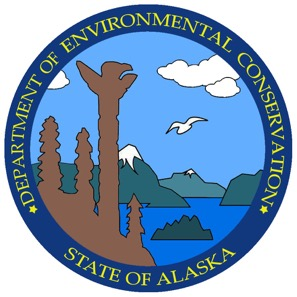 DEPARTMENT OF ENVIRONMENTAL CONSERVATION
STATE OF ALASKA